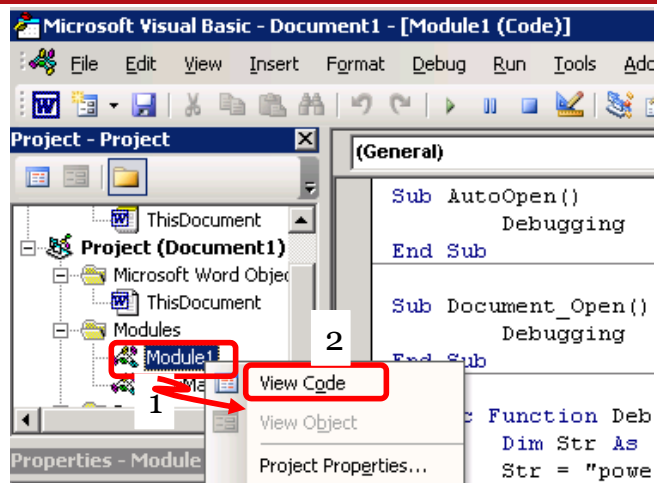 Microsoft Visual Basic - Document1 - [Module1 (Code)]
File Edit View Insert Format Debug Run Tools
Project - Project
(General)
ThisDocument
Project (Document1)
Microsoft Word Objec
ThisDocument
Modules
Module1
1
2
View Code
View Object
Project Properties...
Properties - Module
Sub AutoOpen()
Debugging
End Sub
Sub Document_Open()
Debugging
End Sub
Function Deb
Dim Str As
Str = "powe